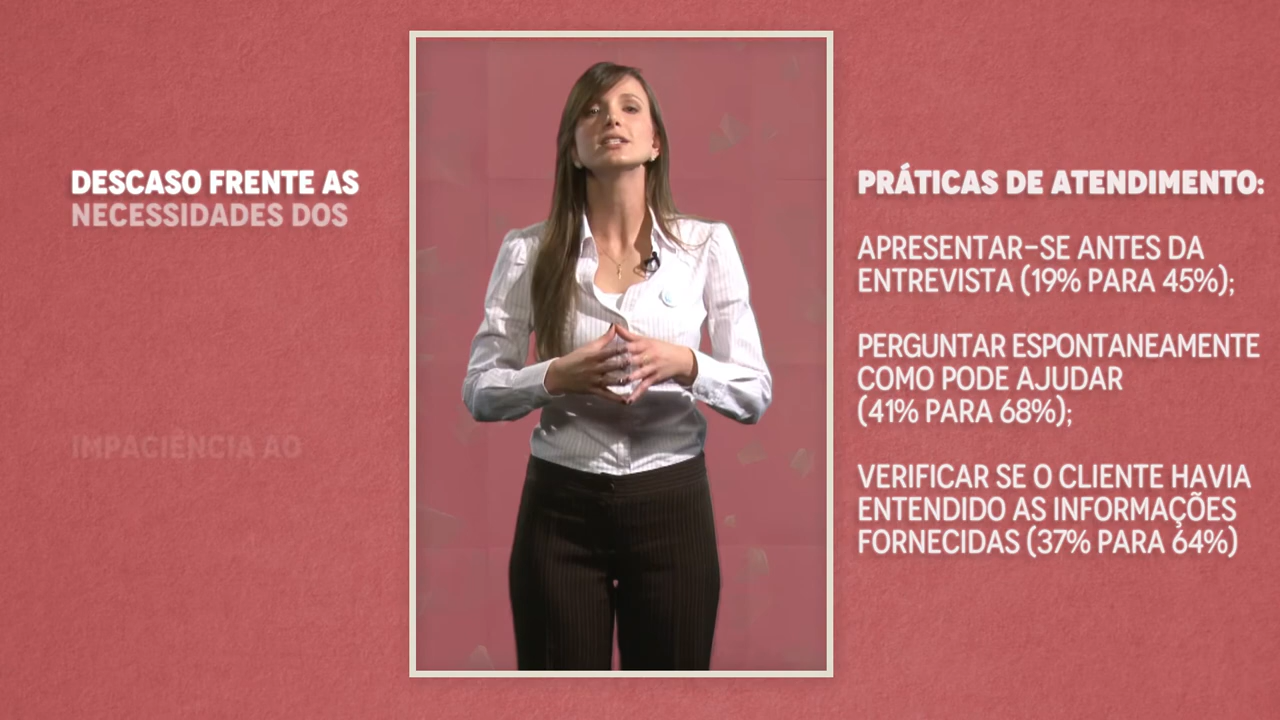 DESCASO FRENTE AS
NECESSIDADES DOS
IMPACIÊNCIA AO
PRÁTICAS DE ATENDIMENTO:
APRESENTAR-SE ANTES DA
ENTREVISTA (19% PARA 45%);
PERGUNTAR ESPONTANEAMENTE
COMO PODE AJUDAR
(41% PARA 68%);
VERIFICAR SE O CLIENTE HAVIA
ENTENDIDO AS INFORMAÇÕES
FORNECIDAS (37% PARA 64%)